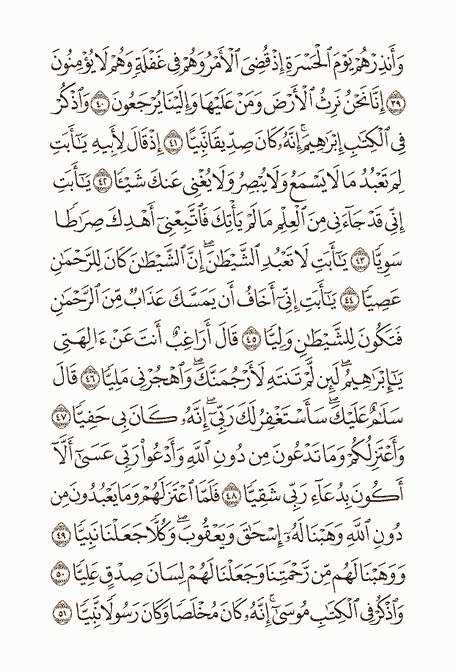 وَأَنذِرْهُمْ يَوْمَ ٱلْحَسْرَةِ إِذْ قُضِىَ ٱلْأَمْرُ وَهُمْ فِى غَفْلَةٍ وَهُمْ لَا يُؤْمِنُونَ
٣٩ إِنَّا نَحْنُ نَرِثُ ٱلْأَرْضَ وَمَنْ عَلَيْهَا وَإِلَيْنَا يُرْجَعُونَ ٤٠ وَٱذْكُرْ
فِى ٱلْكِتَٰبِ إِبْرَٰهِيمَ ۚ إِنَّهُۥ كَانَ صِدِّيقًا نَّبِيًّا ٤١ إِذْ قَالَ لِأَبِيهِ يَٰٓأَبَتِ
لِمَ تَعْبُدُ مَا لَا يَسْمَعُ وَلَا يُبْصِرُ وَلَا يُغْنِى عَنكَ شَيْـًٔا ٤٢ يَٰٓأَبَتِ
إِنِّى قَدْ جَآءَنِى مِنَ ٱلْعِلْمِ مَا لَمْ يَأْتِكَ فَٱتَّبِعْنِىٓ أَهْدِكَ صِرَٰطًا
سَوِيًّا ٤٣ يَٰٓأَبَتِ لَا تَعْبُدِ ٱلشَّيْطَٰنَ ۖ إِنَّ ٱلشَّيْطَٰنَ كَانَ لِلرَّحْمَٰنِ
عَصِيًّا ٤٤ يَٰٓأَبَتِ إِنِّىٓ أَخَافُ أَن يَمَسَّكَ عَذَابٌ مِّنَ ٱلرَّحْمَٰنِ
فَتَكُونَ لِلشَّيْطَٰنِ وَلِيًّا ٤٥ قَالَ أَرَاغِبٌ أَنتَ عَنْ ءَالِهَتِى
يَٰٓإِبْرَٰهِيمُ ۖ لَئِن لَّمْ تَنتَهِ لَأَرْجُمَنَّكَ ۖ وَٱهْجُرْنِى مَلِيًّا ٤٦ قَالَ
سَلَٰمٌ عَلَيْكَ ۖ سَأَسْتَغْفِرُ لَكَ رَبِّىٓ ۖ إِنَّهُۥ كَانَ بِى حَفِيًّا ٤٧
وَأَعْتَزِلُكُمْ وَمَا تَدْعُونَ مِن دُونِ ٱللَّهِ وَأَدْعُوا۟ رَبِّى عَسَىٰٓ أَلَّآ
أَكُونَ بِدُعَآءِ رَبِّى شَقِيًّا ٤٨ فَلَمَّا ٱعْتَزَلَهُمْ وَمَا يَعْبُدُونَ مِن
دُونِ ٱللَّهِ وَهَبْنَا لَهُۥٓ إِسْحَٰقَ وَيَعْقُوبَ ۖ وَكُلًّا جَعَلْنَا نَبِيًّا ٤٩
وَوَهَبْنَا لَهُم مِّن رَّحْمَتِنَا وَجَعَلْنَا لَهُمْ لِسَانَ صِدْقٍ عَلِيًّا ٥٠
وَٱذْكُرْ فِى ٱلْكِتَٰبِ مُوسَىٰٓ ۚ إِنَّهُۥ كَانَ مُخْلَصًا وَكَانَ رَسُولًا نَّبِيًّا ٥١